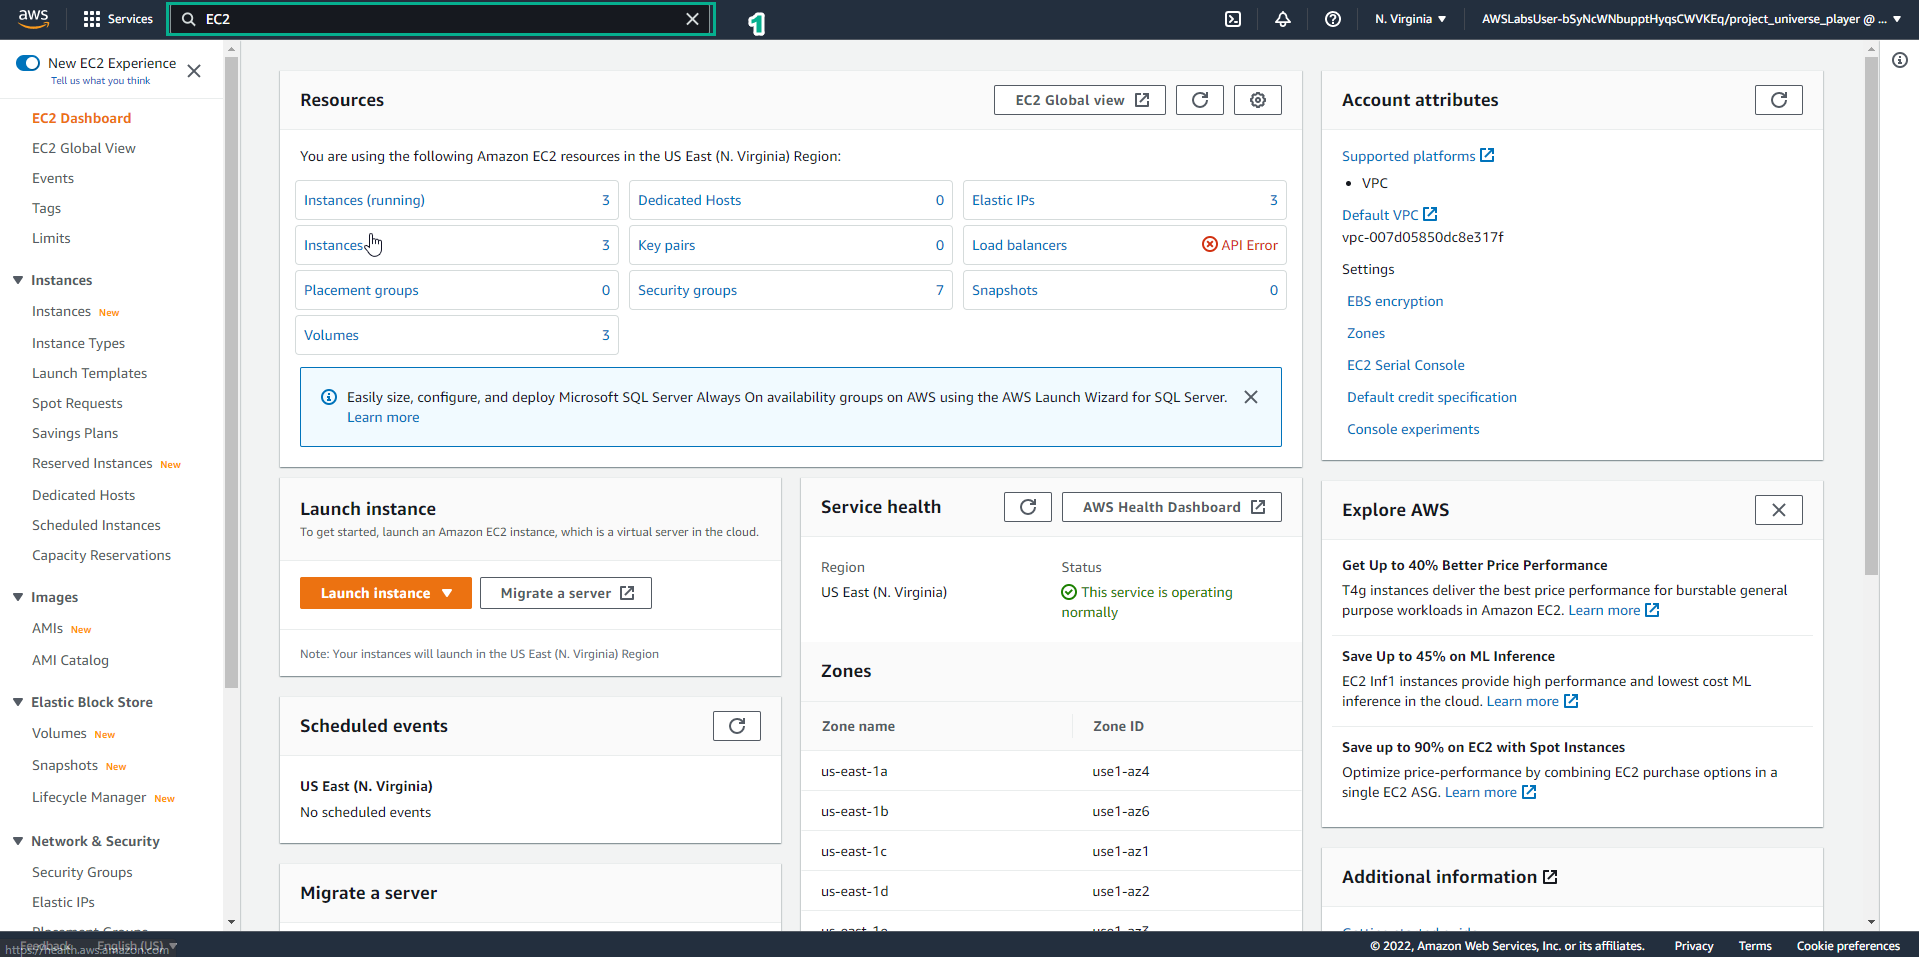 aws
Services
EC2
1
N. Virginia
AWSLabsUser-bSyNcWNbupptHyqsCWVKEq/project_universe_player @ ...
New EC2 Experience
Tell us what you think
EC2 Dashboard
EC2 Global View
Events
Tags
Limits
Instances
Instances New
Instance Types
Launch Templates
Spot Requests
Savings Plans
Reserved Instances New
Dedicated Hosts
Scheduled Instances
Capacity Reservations
Images
AMIs New
AMI Catalog
Elastic Block Store
Volumes New
Snapshots New
Lifecycle Manager New
Network & Security
Security Groups
Elastic IPs
Placement Groups
Resources
EC2 Global view
You are using the following Amazon EC2 resources in the US East (N. Virginia) Region:
Instances (running) 3
Dedicated Hosts 0
Elastic IPs 3
Instances 3
Key pairs 0
Load balancers API Error
Placement groups 0
Security groups 7
Snapshots 0
Volumes 3
Easily size, configure, and deploy Microsoft SQL Server Always On availability groups on AWS using the AWS Launch Wizard for SQL Server.
Learn more
Launch instance
To get started, launch an Amazon EC2 instance, which is a virtual server in the cloud.
Launch instance
Migrate a server
Note: Your instances will launch in the US East (N. Virginia) Region
Scheduled events
US East (N. Virginia)
No scheduled events
Migrate a server
Service health
AWS Health Dashboard
Region
US East (N. Virginia)
Status
This service is operating
normally
Zones
Zone name Zone ID
us-east-1a use1-az4
us-east-1b use1-az6
us-east-1c use1-az1
us-east-1d use1-az2
us-east-1e use1-az3
Account attributes
Supported platforms
• VPC
Default VPC
vpc-007d05850dc8e317f
Settings
EBS encryption
Zones
EC2 Serial Console
Default credit specification
Console experiments
Explore AWS
Get Up to 40% Better Price Performance
T4g instances deliver the best price performance for burstable general
purpose workloads in Amazon EC2. Learn more
Save Up to 45% on ML Inference
EC2 Inf1 instances provide high performance and lowest cost ML
inference in the cloud. Learn more
Save up to 90% on EC2 with Spot Instances
Optimize price-performance by combining EC2 purchase options in a
single EC2 ASG. Learn more
Additional information
Feedback English (US)
https://health.aws.amazon.com
© 2022, Amazon Web Services, Inc. or its affiliates.
Privacy
Terms
Cookie preferences